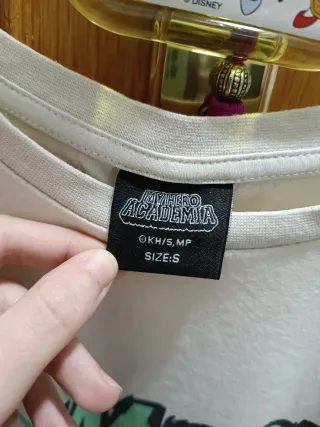 © DISNEY
MY HERO
ACADEMIA
©KH/S, MP
SIZE:S